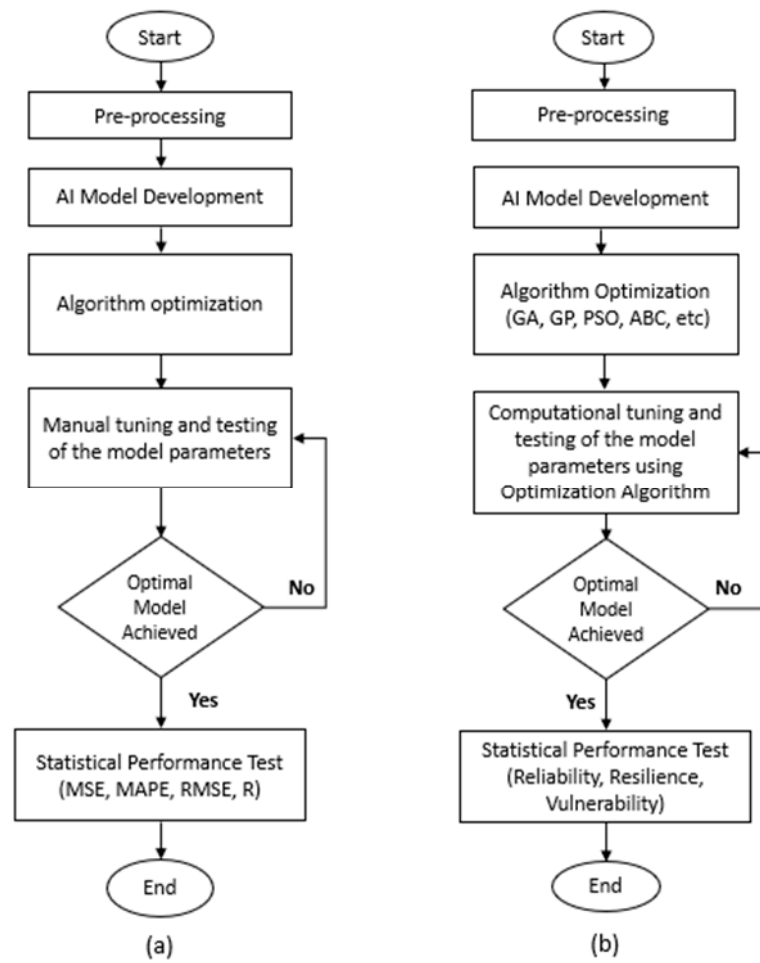 Start
Pre-processing
AI Model Development
Algorithm optimization
Manual tuning and testing
of the model parameters
Optimal
Model
Achieved
No
Yes
Statistical Performance Test
(MSE, MAPE, RMSE, R)
End
(a)
Start
Pre-processing
AI Model Development
Algorithm Optimization
(GA, GP, PSO, ABC, etc)
Computational tuning and
testing of the model
parameters using
Optimization Algorithm
Optimal
Model
Achieved
No
Yes
Statistical Performance Test
(Reliability, Resilience,
Vulnerability)
End
(b)